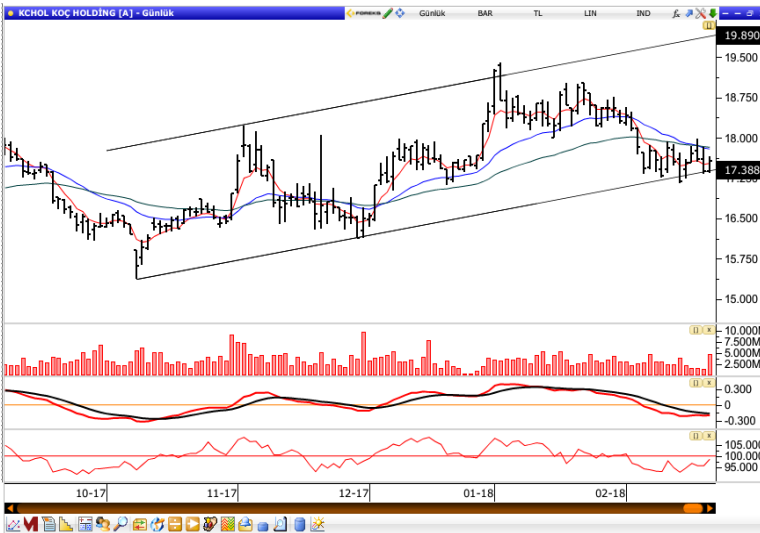 KCHOL KOÇ HOLDİNG [A] - Günlük
FOREKS Günlük BAR TL LIN IND
19.890
19.500
18.750
18.000
17.388
16.500
15.750
15.000
10.000M
7.500M
5.000M
2.500M
0.300
0
-0.300
105.000
100.000
95.000
10-17 11-17 12-17 01-18 02-18